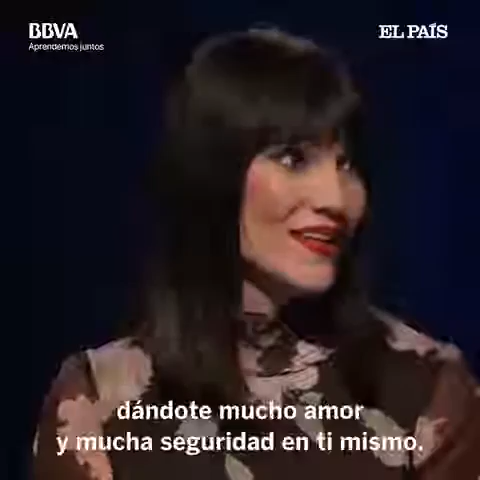 BBVA
Aprendemos juntos
EL PAÍS
dándote mucho amor
y mucha seguridad en ti mismo.